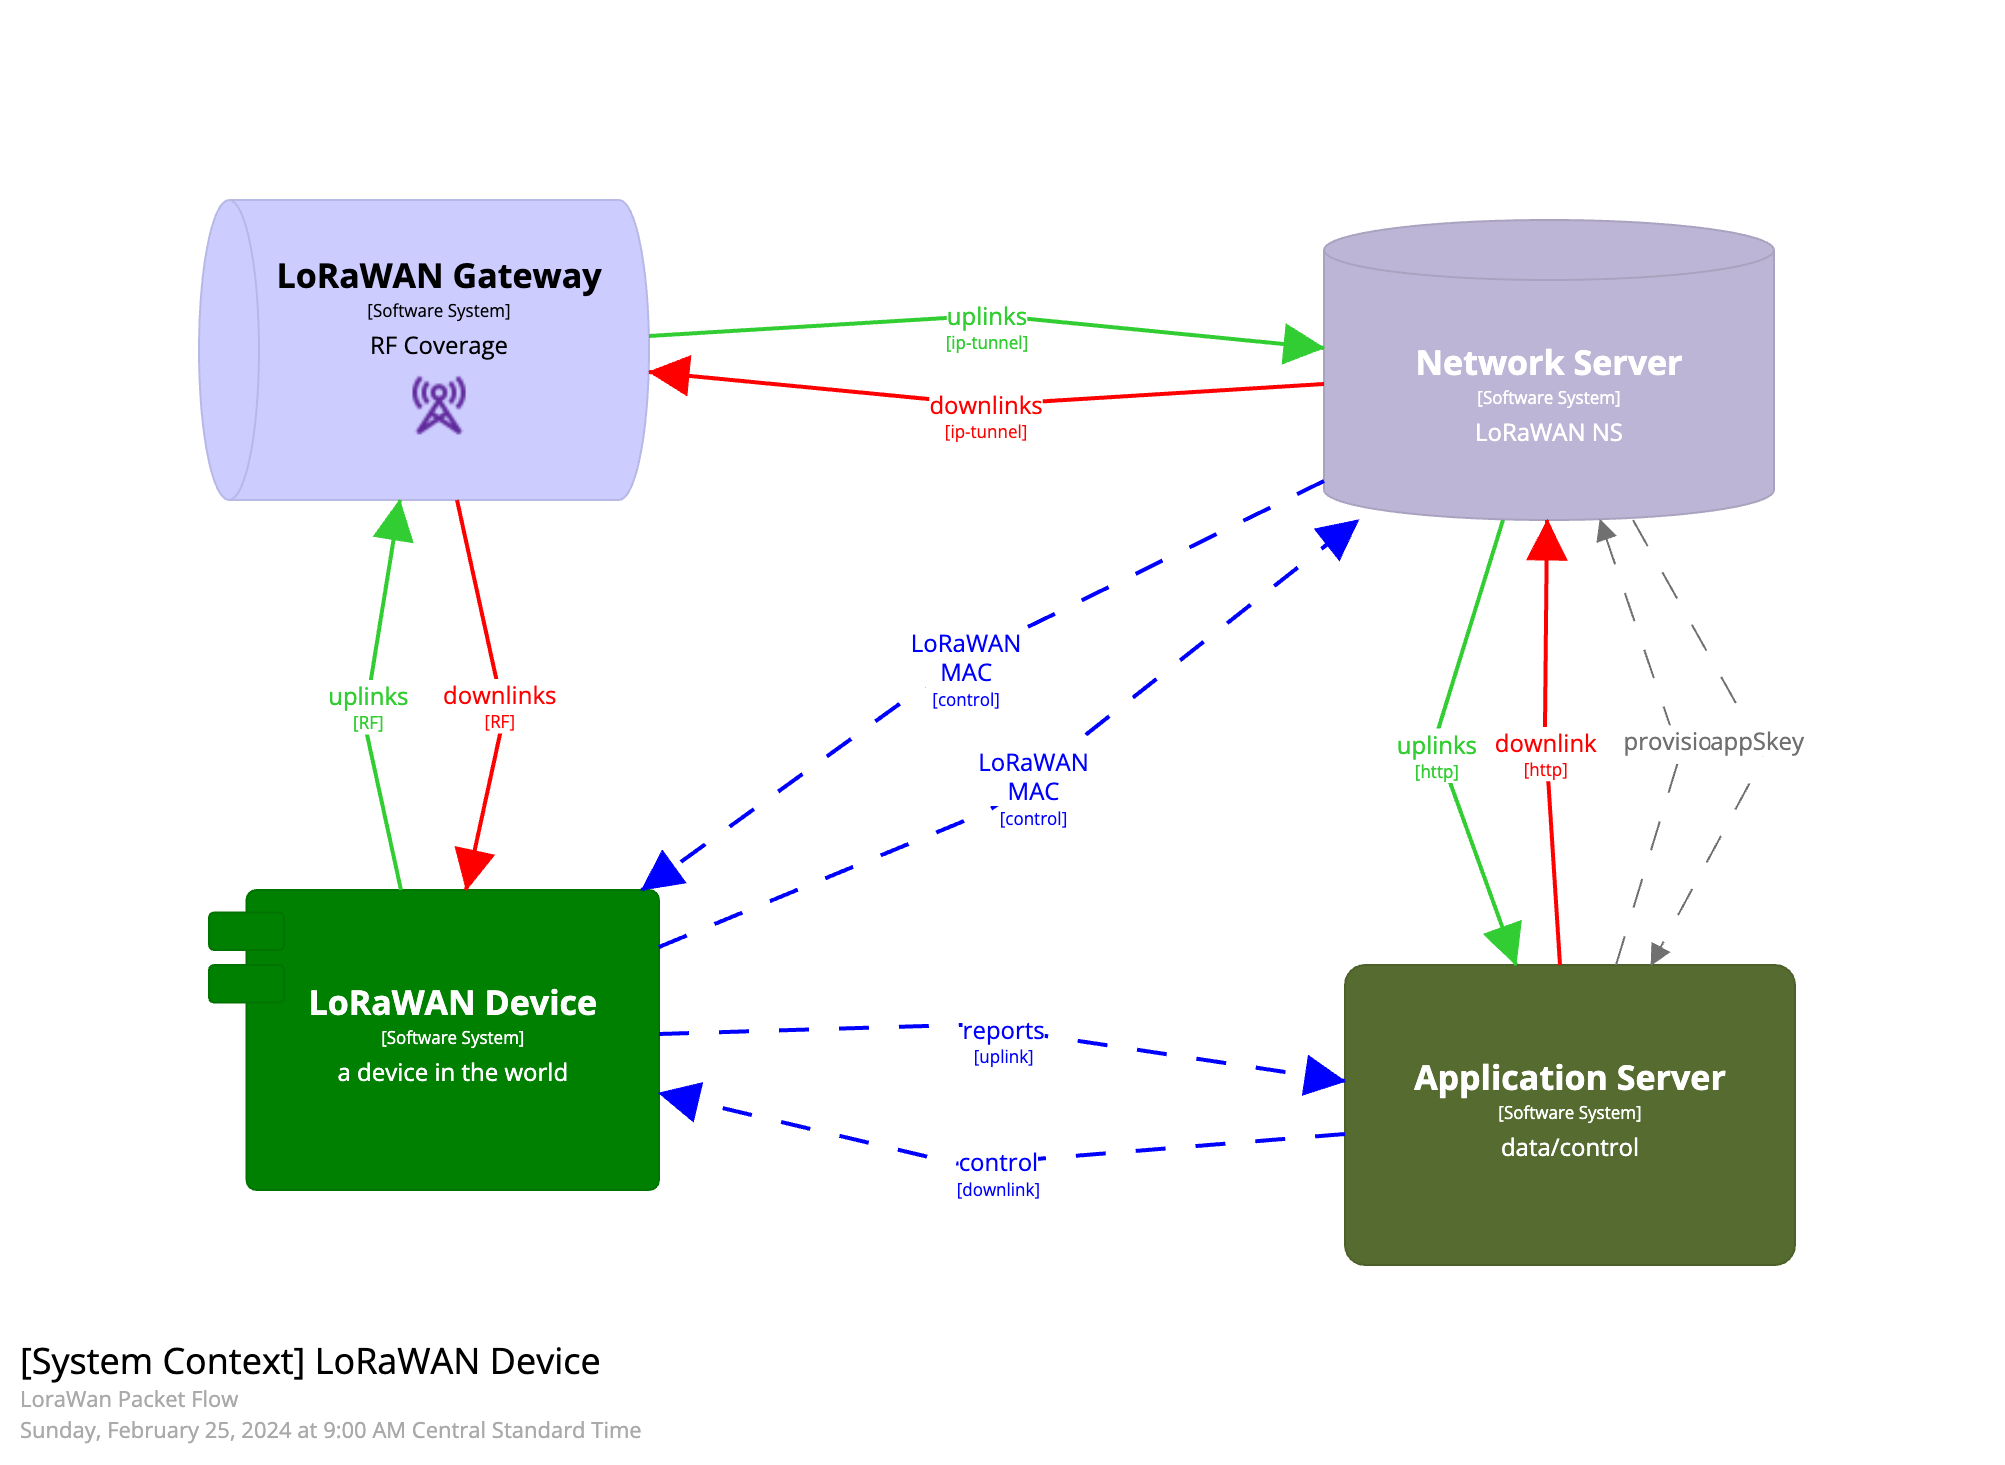 LoRaWAN Gateway
[Software System]
RF Coverage
uplinks
[ip-tunnel]
downlinks
[ip-tunnel]
Network Server
[Software System]
LoRaWAN NS
uplinks
[RF]
downlinks
[RF]
LoRaWAN
MAC
[control]
LoRaWAN
MAC
[control]
uplinks
[http]
downlink
[http]
provisio
appSkey
LoRaWAN Device
[Software System]
a device in the world
reports
[uplink]
control
[downlink]
Application Server
[Software System]
data/control
[System Context] LoRaWAN Device
LoraWan Packet Flow
Sunday, February 25, 2024 at 9:00 AM Central Standard Time